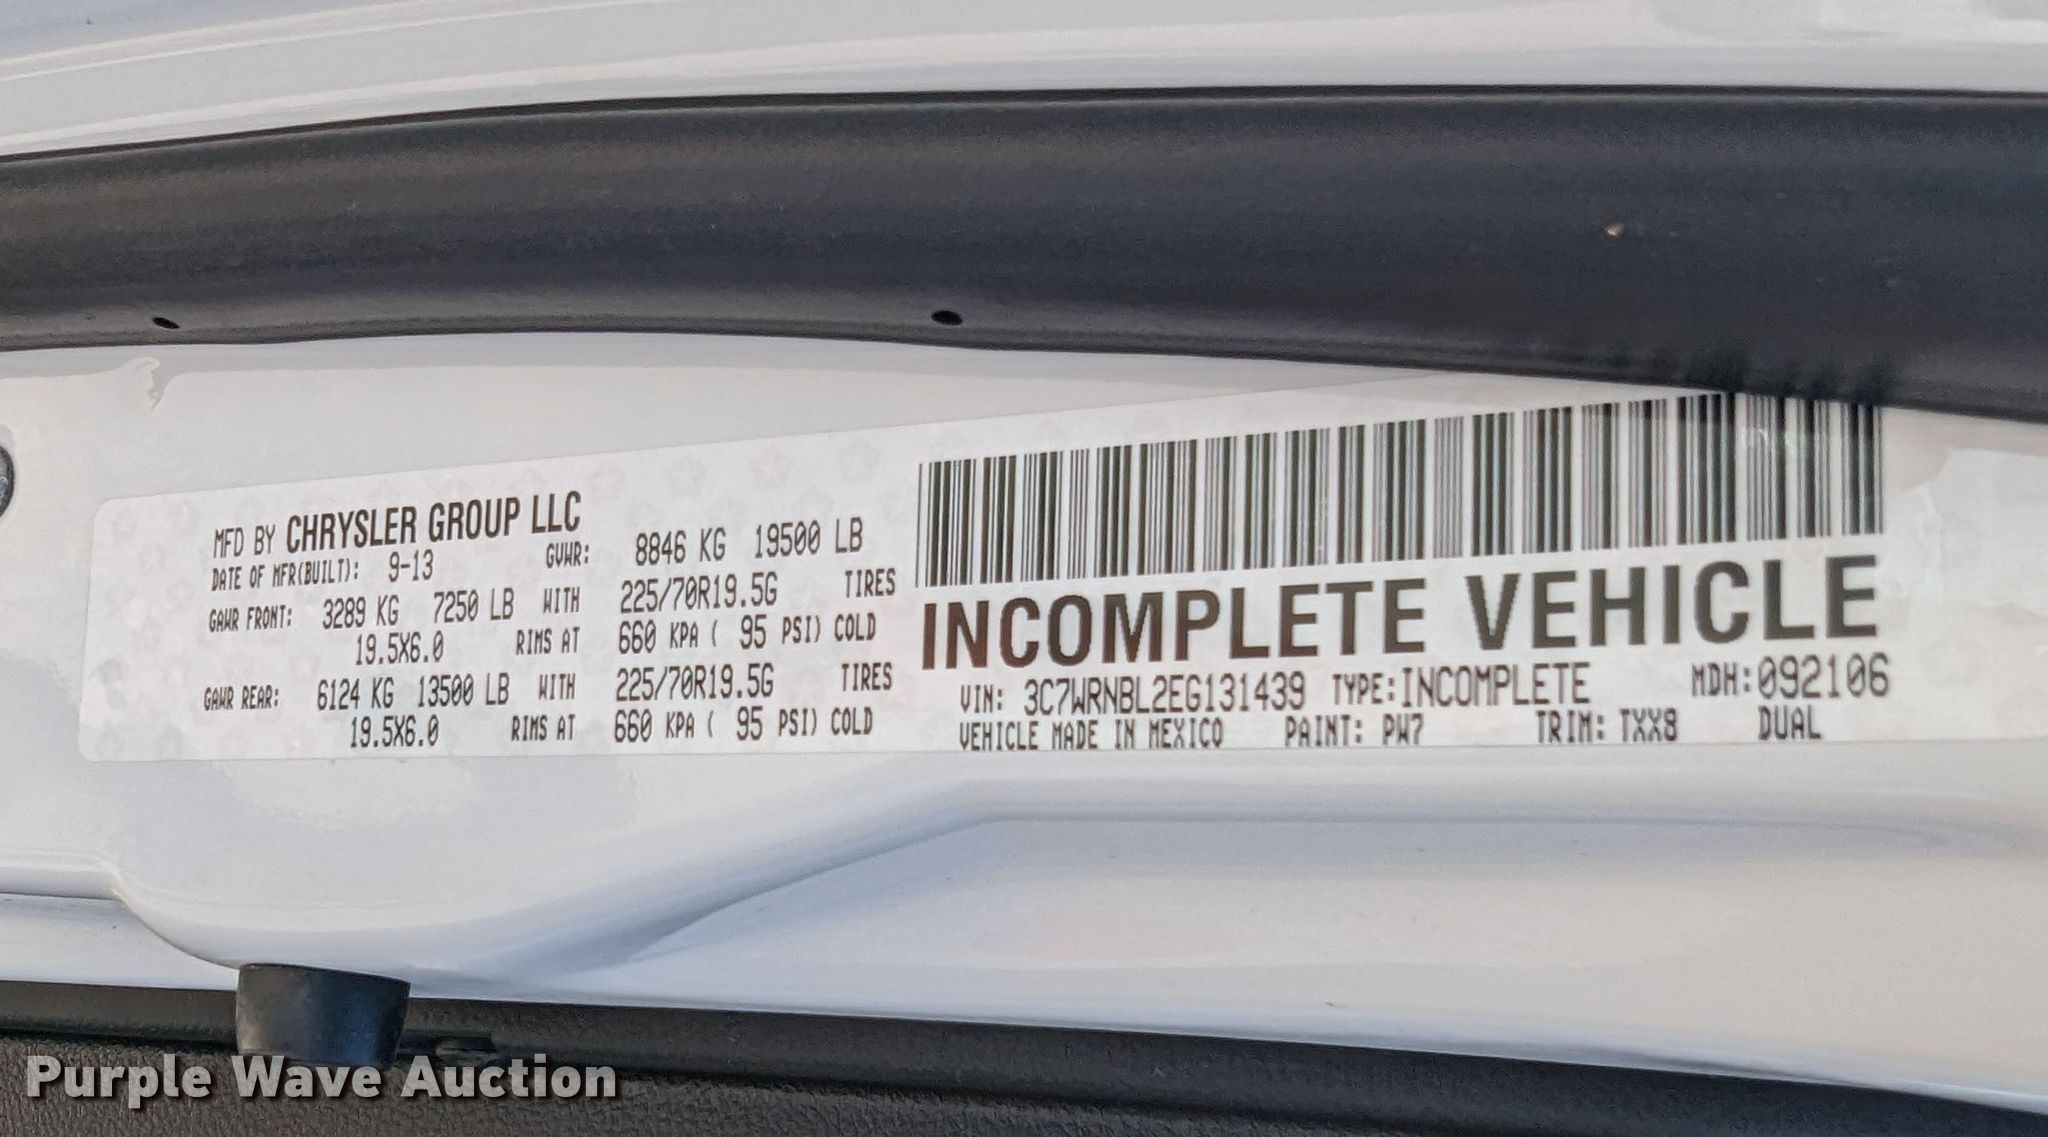 MFD BY CHRYSLER GROUP LLC
DATE OF MFR(BUILT): 9-13 GVWR: 8846 KG 19500 LB
GAWR FRONT: 3289 KG 7250 LB WITH 225/70R19.5G TIRES
19.5X6.0 RIMS AT 660 KPA ( 95 PSI) COLD
GAWR REAR: 6124 KG 13500 LB WITH 225/70R19.5G TIRES
19.5X6.0 RIMS AT 660 KPA ( 95 PSI) COLD
INCOMPLETE VEHICLE
VIN: 3C7WRNBL2EG131439 TYPE:INCOMPLETE MDH:092106
VEHICLE MADE IN MEXICO PAINT: PW7 TRIM: TXX8 DUAL
Purple Wave Auction